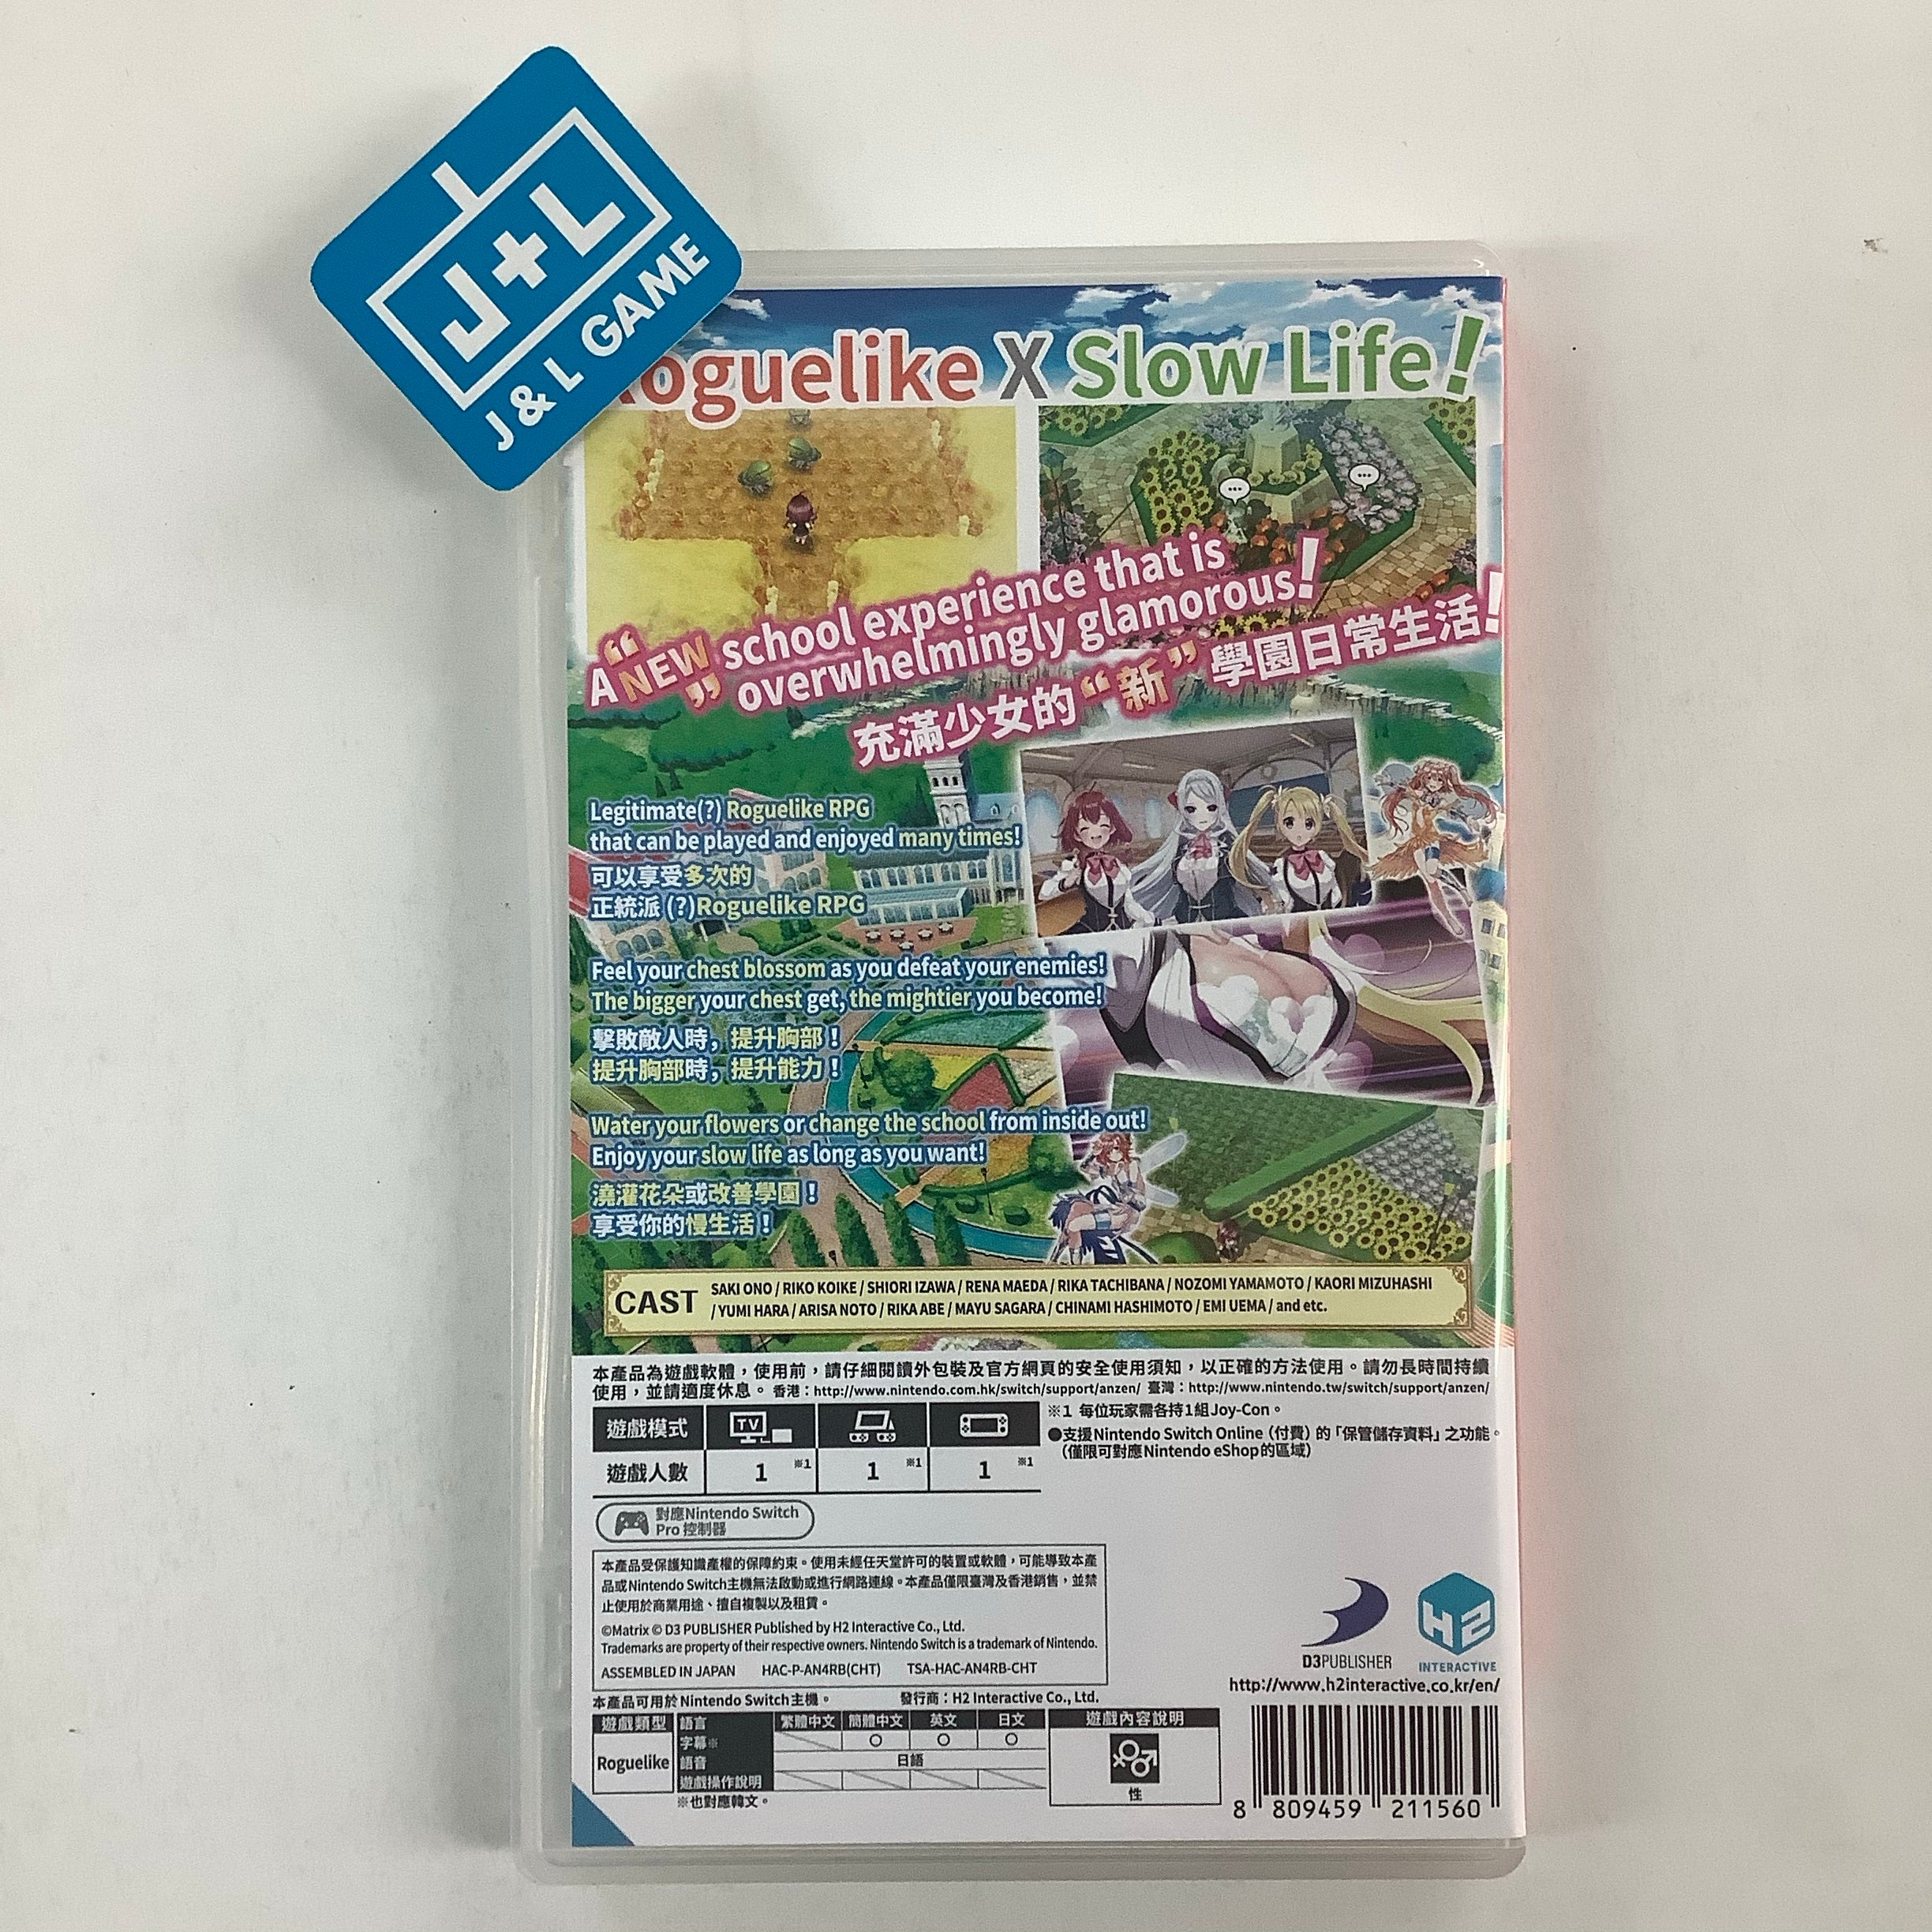 J+L
J & L GAME
Roguelike X Slow Life!
A "NEW" school experience that is
overwhelmingly glamorous!
充滿少女的“新”學園日常生活!
Legitimate(?) Roguelike RPG
that can be played and enjoyed many times!
可以享受多次的
正統派 (?)Roguelike RPG
Feel your chest blossom as you defeat your enemies!
The bigger your chest get, the mightier you become!
擊敗敵人時，提升胸部！
提升胸部時，提升能力！
Water your flowers or change the school from inside out!
Enjoy your slow life as long as you want!
澆灌花朵或改善學園！
享受你的慢生活！
CAST
SAKI ONO / RIKO KOIKE / SHIORI IZAWA / RENA MAEDA / RIKA TACHIBANA / NOZOMI YAMAMOTO / KAORI MIZUHASHI
/ YUMI HARA / ARISA NOTO / RIKA ABE / MAYU SAGARA / CHINAMI HASHIMOTO / EMI UEMA / and etc.
本產品為遊戲軟體，使用前，請仔細閱讀外包裝及官方網頁的安全使用須知，以正確的方法使用。請勿長時間持續
使用，並請適度休息。 香港：http://www.nintendo.com.hk/switch/support/anzen/ 臺灣：http://www.nintendo.tw/switch/support/anzen/
遊戲模式 TV
※1 每位玩家需各持1組Joy-Con。
●支援Nintendo Switch Online（付費）的「保管儲存資料」之功能。
（僅限可對應Nintendo eShop的區域）
遊戲人數 1 ※1 1 ※1 1 ※1
對應Nintendo Switch
Pro 控制器
本產品受保護知識產權的保障約束。使用未經任天堂許可的裝置或軟體，可能導致本產
品或Nintendo Switch主機無法啟動或進行網路連線。本產品僅限臺灣及香港銷售，並禁
止使用於商業用途、擅自複製以及租賃。
©Matrix © D3 PUBLISHER Published by H2 Interactive Co., Ltd.
Trademarks are property of their respective owners. Nintendo Switch is a trademark of Nintendo.
ASSEMBLED IN JAPAN HAC-P-AN4RB(CHT) TSA-HAC-AN4RB-CHT
D3PUBLISHER
H2
INTERACTIVE
http://www.h2interactive.co.kr/en/
本產品可用於Nintendo Switch主機。 發行商：H2 Interactive Co., Ltd.
遊戲類型 語言 繁體中文 簡體中文 英文 日文
Roguelike 字幕※ ○ ○ ○
語音 日語
遊戲操作說明
※也對應韓文。
遊戲內容說明
性
8 809459 211560